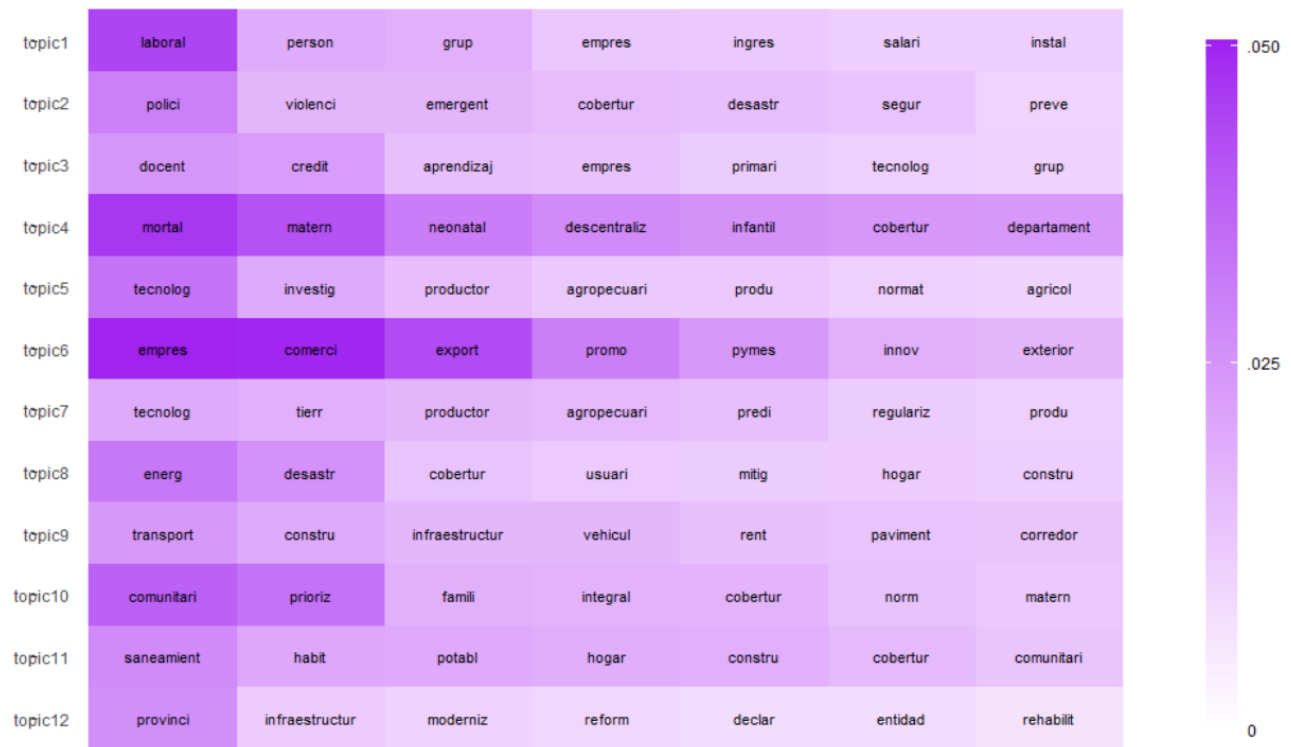 topic1 laboral person grup empres ingres salari instal
topic2 polici violenci emergent cobertur desastr segur preve
topic3 docent credit aprendizaj empres primari tecnolog grup
topic4 mortal matern neonatal descentraliz infantil cobertur departament
topic5 tecnolog investig productor agropecuari produ normat agricol
topic6 empres comerci export promo pymes innov exterior
topic7 tecnolog tierr productor agropecuari predi regulariz produ
topic8 energ desastr cobertur usuari mitig hogar constru
topic9 transport constru infraestructur vehicul rent paviment corredor
topic10 comunitari prioriz famili integral cobertur norm matern
topic11 saneamient habit potabl hogar constru cobertur comunitari
topic12 provinci infraestructur moderniz reform declar entidad rehabilit
.050
.025
0